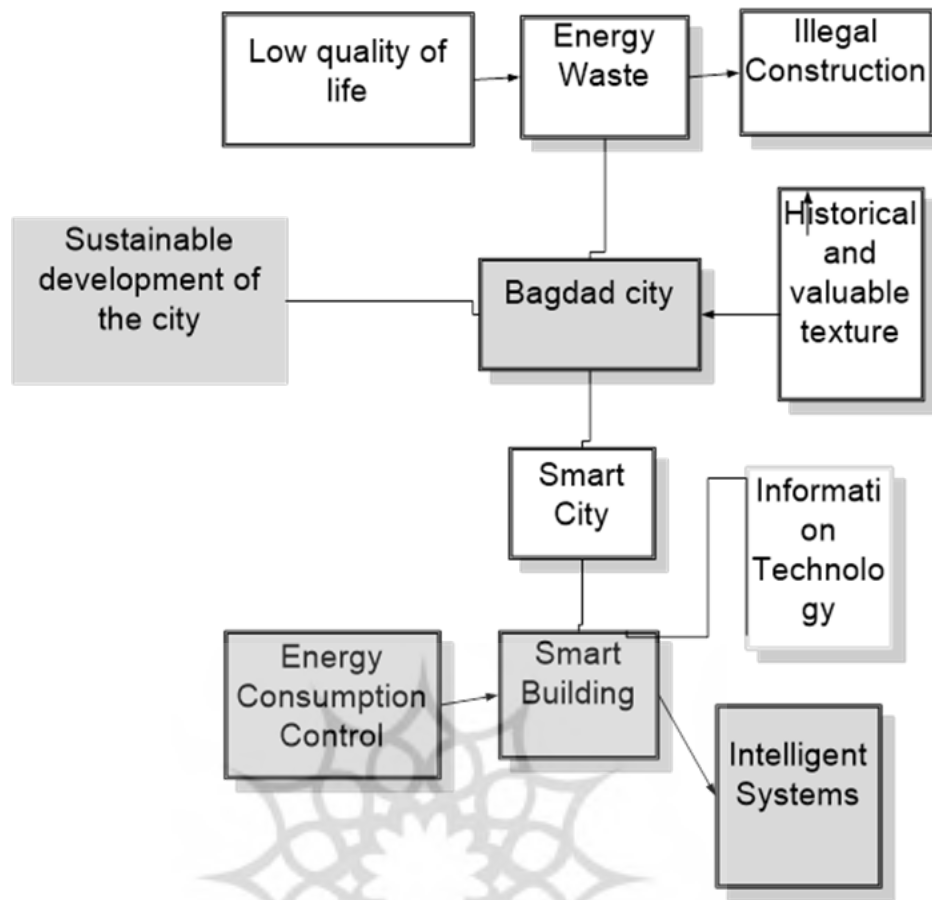 Low quality of
life
Energy
Waste
Illegal
Construction
Sustainable
development of
the city
Bagdad city
Historical
and
valuable
texture
Smart
City
Informati
on
Technolo
gy
Energy
Consumption
Control
Smart
Building
Intelligent
Systems